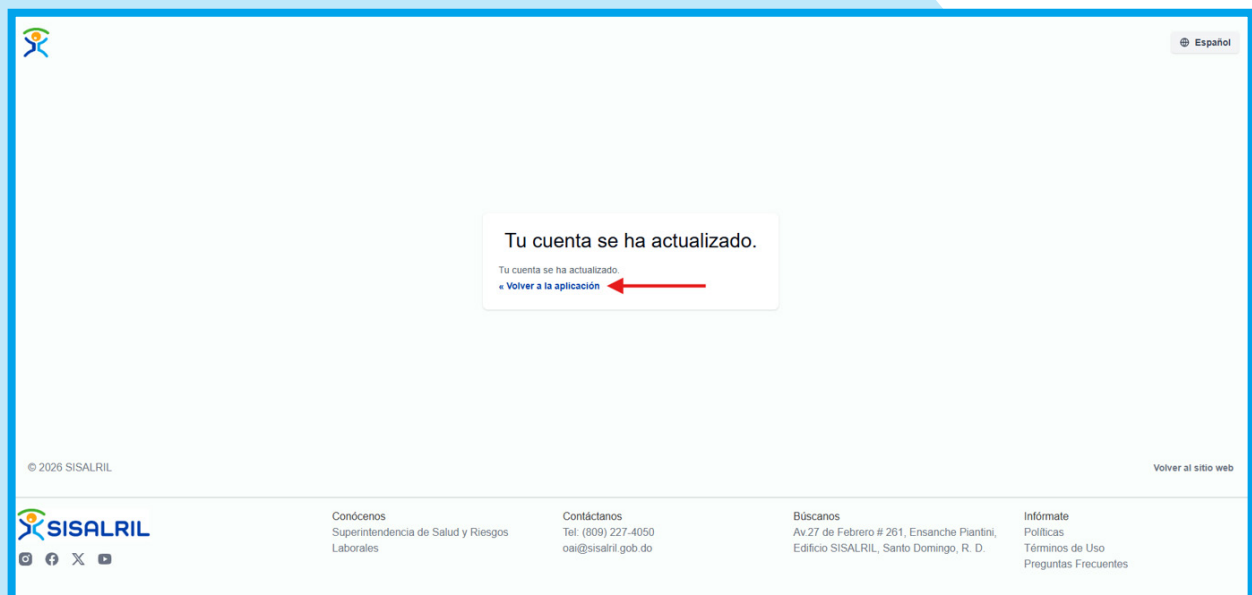 Español
Tu cuenta se ha actualizado.
Tu cuenta se ha actualizado.
« Volver a la aplicación
© 2026 SISALRIL
Volver al sitio web
SISALRIL
Conócenos
Superintendencia de Salud y Riesgos
Laborales
Contáctanos
Tel: (809) 227-4050
oai@sisalril.gob.do
Búscanos
Av.27 de Febrero # 261, Ensanche Piantini,
Edificio SISALRIL, Santo Domingo, R. D.
Infórmate
Políticas
Términos de Uso
Preguntas Frecuentes